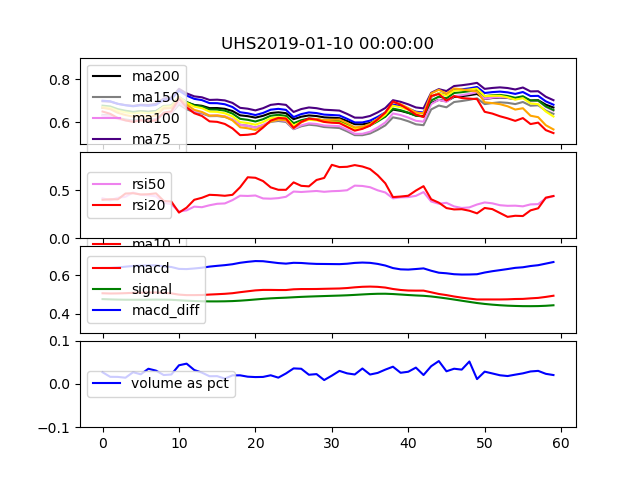 UHS2019-01-10 00:00:00
0.8
0.6
ma200
ma150
ma100
ma75
0.5
0.0
rsi50
rsi20
ma10
0.6
0.4
macd
signal
macd_diff
0.1
0.0
−0.1
volume as pct
0 10 20 30 40 50 60